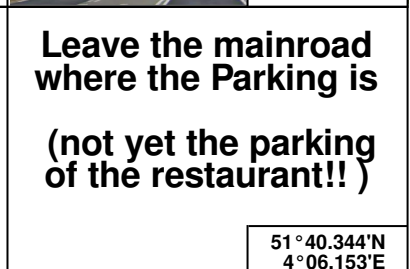 Leave the mainroad
where the Parking is
(not yet the parking
of the restaurant!! )
51°40.344'N
4°06.153'E